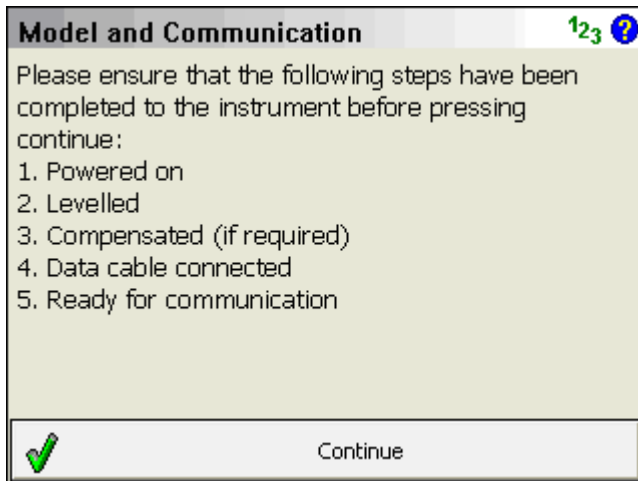 Model and Communication 123 ?
Please ensure that the following steps have been
completed to the instrument before pressing
continue:
1. Powered on
2. Levelled
3. Compensated (if required)
4. Data cable connected
5. Ready for communication
Continue